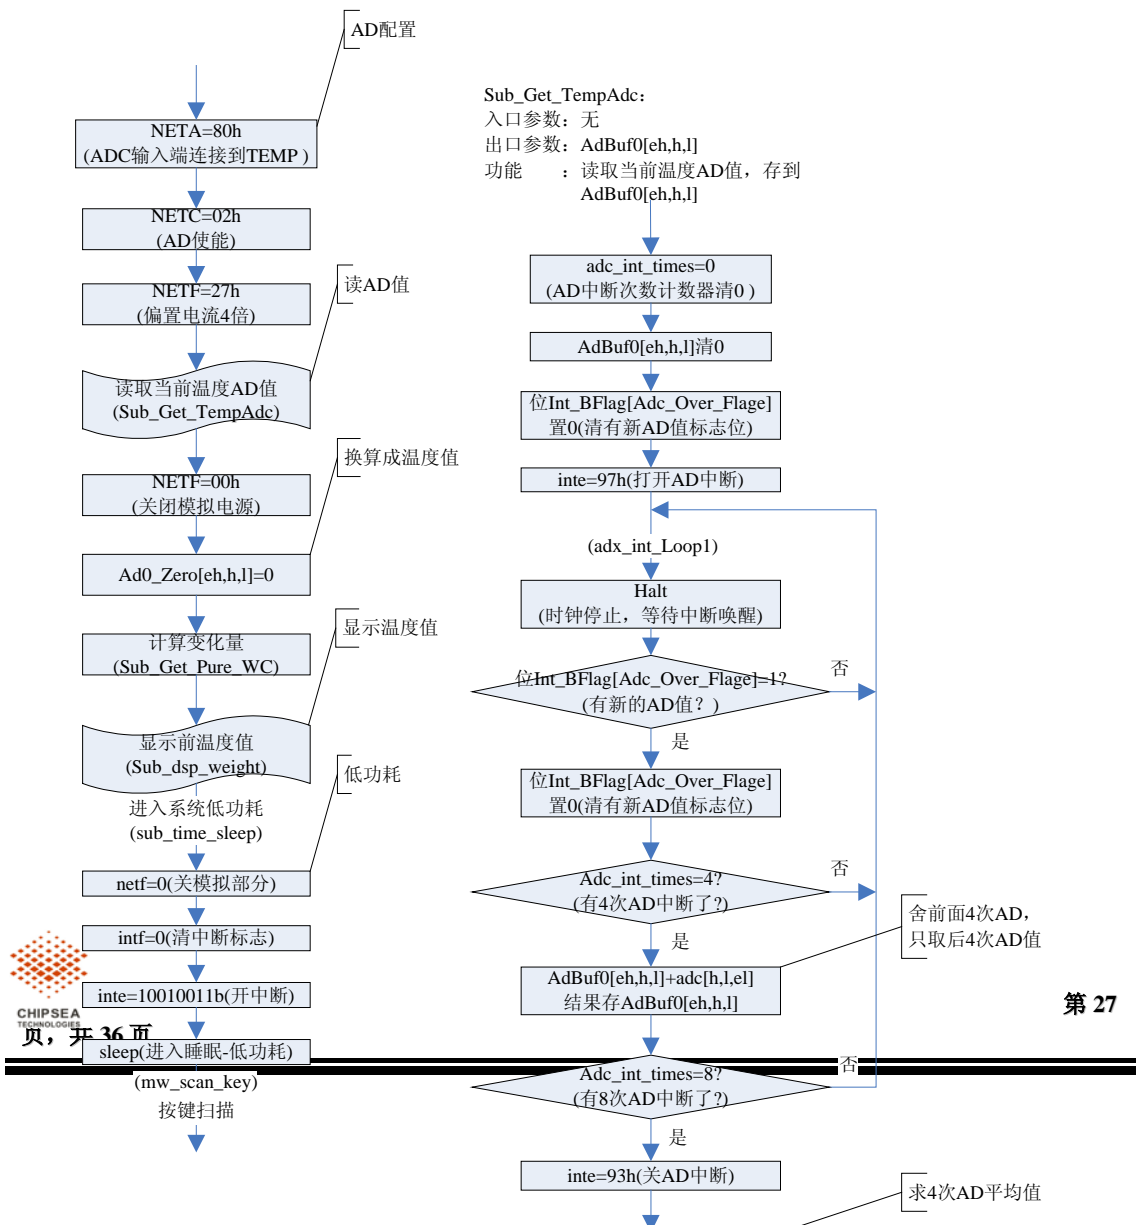 AD配置
NETA=80h
(ADC输入端连接到TEMP )
NETC=02h
(AD使能)
NETF=27h
(偏置电流4倍)
读AD值
读取当前温度AD值
(Sub_Get_TempAdc)
换算成温度值
NETF=00h
(关闭模拟电源)
Ad0_Zero[eh,h,l]=0
计算变化量
(Sub_Get_Pure_WC)
显示温度值
显示前温度值
(Sub_dsp_weight)
低功耗
进入系统低功耗
(sub_time_sleep)
netf=0(关模拟部分)
intf=0(清中断标志)
inte=10010011b(开中断)
sleep(进入睡眠-低功耗)
(mw_scan_key)
按键扫描
Sub_Get_TempAdc：
入口参数：无
出口参数：AdBuf0[eh,h,l]
功能　　：读取当前温度AD值，存到
AdBuf0[eh,h,l]
adc_int_times=0
(AD中断次数计数器清0 )
AdBuf0[eh,h,l]清0
位Int_BFlag[Adc_Over_Flage]
置0(清有新AD值标志位)
inte=97h(打开AD中断)
(adx_int_Loop1)
Halt
(时钟停止，等待中断唤醒)
位Int_BFlag[Adc_Over_Flage]=1?
(有新的AD值？)
否
是
位Int_BFlag[Adc_Over_Flage]
置0(清有新AD值标志位)
Adc_int_times=4?
(有4次AD中断了?)
否
是
舍前面4次AD，
只取后4次AD值
AdBuf0[eh,h,l]+adc[h,l,el]
结果存AdBuf0[eh,h,l]
Adc_int_times=8?
(有8次AD中断了?)
否
是
inte=93h(关AD中断)
求4次AD平均值
CHIPSEA
TECHNOLOGIES
第 27
页，共 36 页